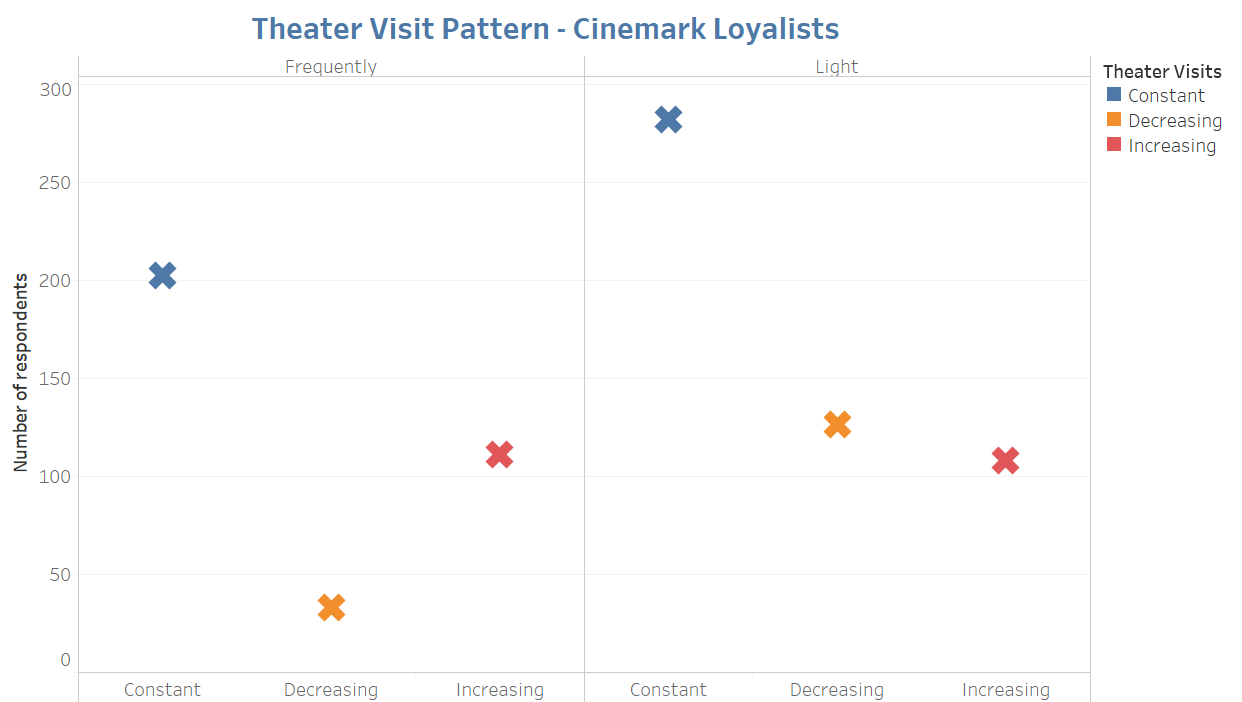 Theater Visit Pattern - Cinemark Loyalists
Frequently
Light
300
250
200
150
100
50
0
Number of respondents
Constant
Decreasing
Increasing
Constant
Decreasing
Increasing
Theater Visits
Constant
Decreasing
Increasing